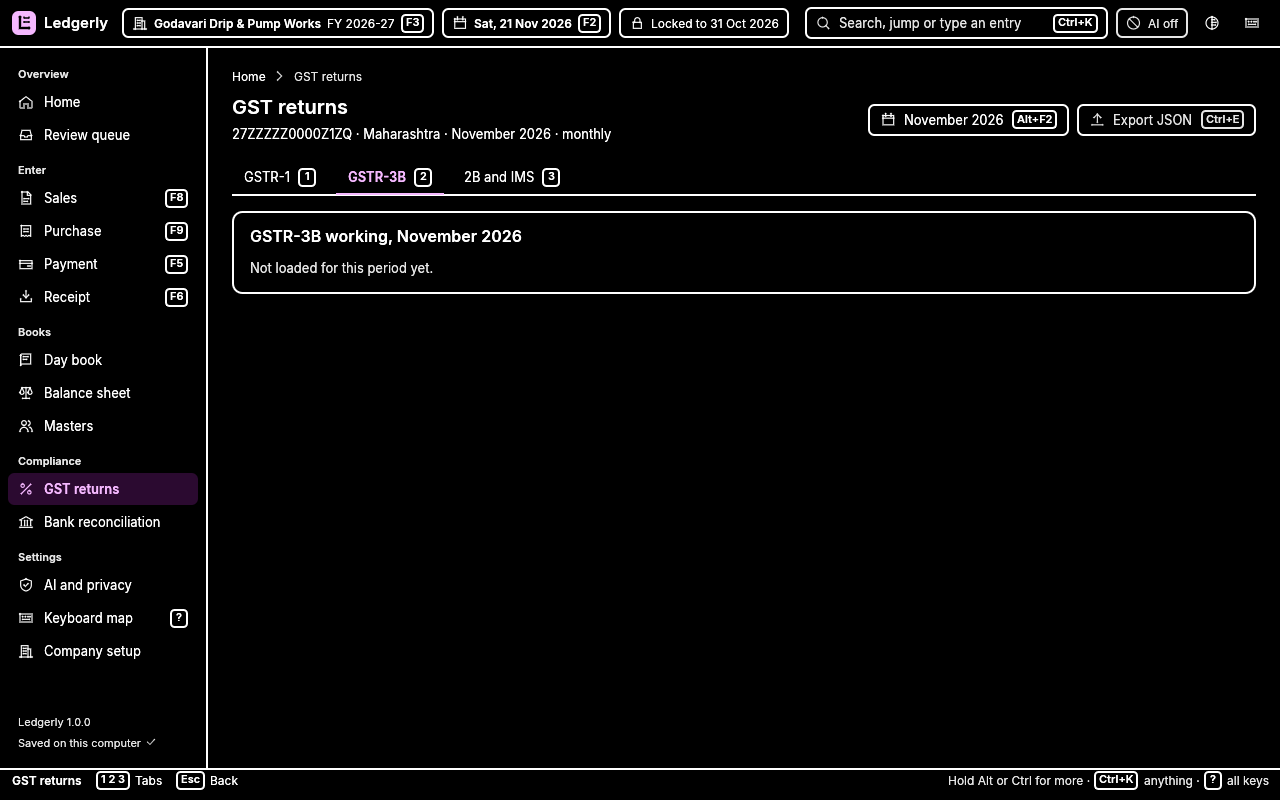 Ledgerly
Godavari Drip & Pump Works FY 2026-27 F3
Sat, 21 Nov 2026 F2
Locked to 31 Oct 2026
Search, jump or type an entry Ctrl+K
AI off
Overview
Home
Review queue
Enter
Sales F8
Purchase F9
Payment F5
Receipt F6
Books
Day book
Balance sheet
Masters
Compliance
GST returns
Bank reconciliation
Settings
AI and privacy
Keyboard map ?
Company setup
Ledgerly 1.0.0
Saved on this computer
Home GST returns
GST returns
27ZZZZZ0000Z1ZQ · Maharashtra · November 2026 · monthly
November 2026 Alt+F2
Export JSON Ctrl+E
GSTR-1 1 GSTR-3B 2 2B and IMS 3
GSTR-3B working, November 2026
Not loaded for this period yet.
GST returns 1 2 3 Tabs Esc Back
Hold Alt or Ctrl for more · Ctrl+K anything · ? all keys